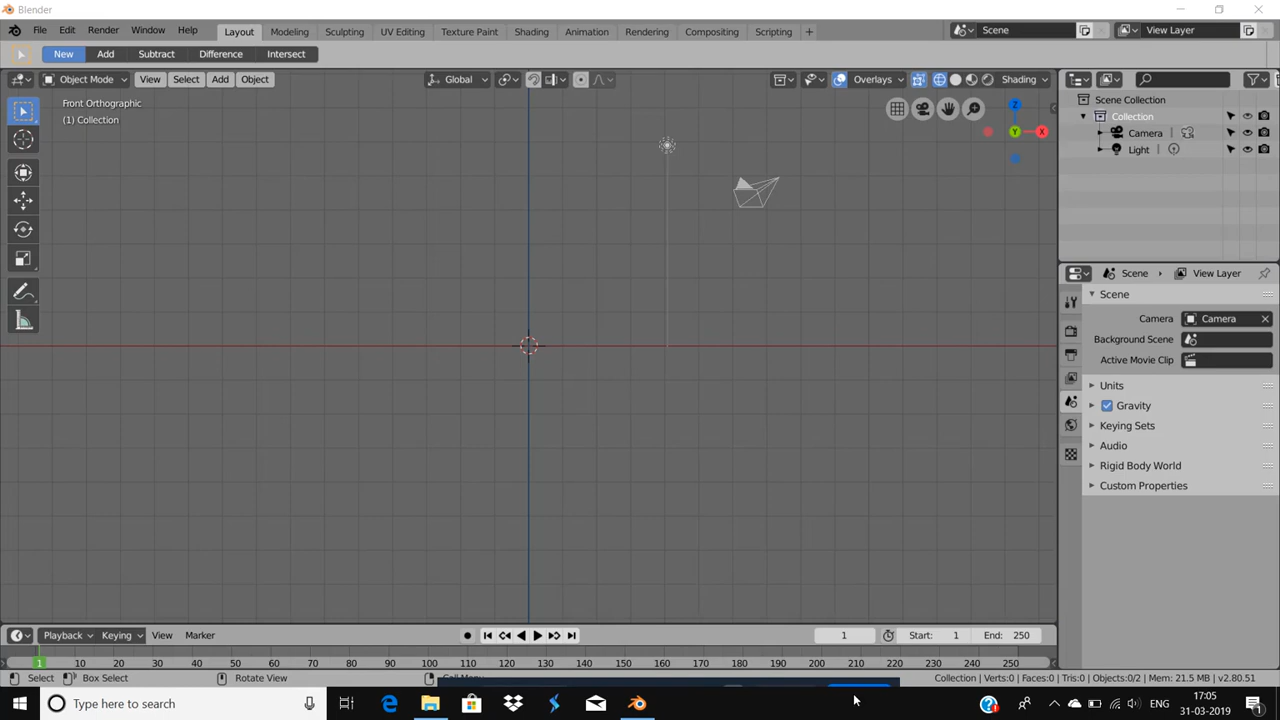 Blender
File Edit Render Window Help Layout Modeling Sculpting UV Editing Texture Paint Shading Animation Rendering Compositing Scripting + Scene View Layer
New Add Subtract Difference Intersect
Object Mode View Select Add Object Global Overlays Shading
Front Orthographic
(1) Collection
Z
Y
X
Scene Collection
Collection
Camera
Light
Scene View Layer
Scene
Camera Camera
Background Scene
Active Movie Clip
Units
Gravity
Keying Sets
Audio
Rigid Body World
Custom Properties
Playback Keying View Marker 1 Start: 1 End: 250
1 10 20 30 40 50 60 70 80 90 100 110 120 130 140 150 160 170 180 190 200 210 220 230 240 250
Select Box Select Rotate View Call Menu Collection | Verts:0 | Faces:0 | Tris:0 | Objects:0/2 | Mem: 21.5 MB | v2.80.51
Type here to search ENG 17:05
31-03-2019